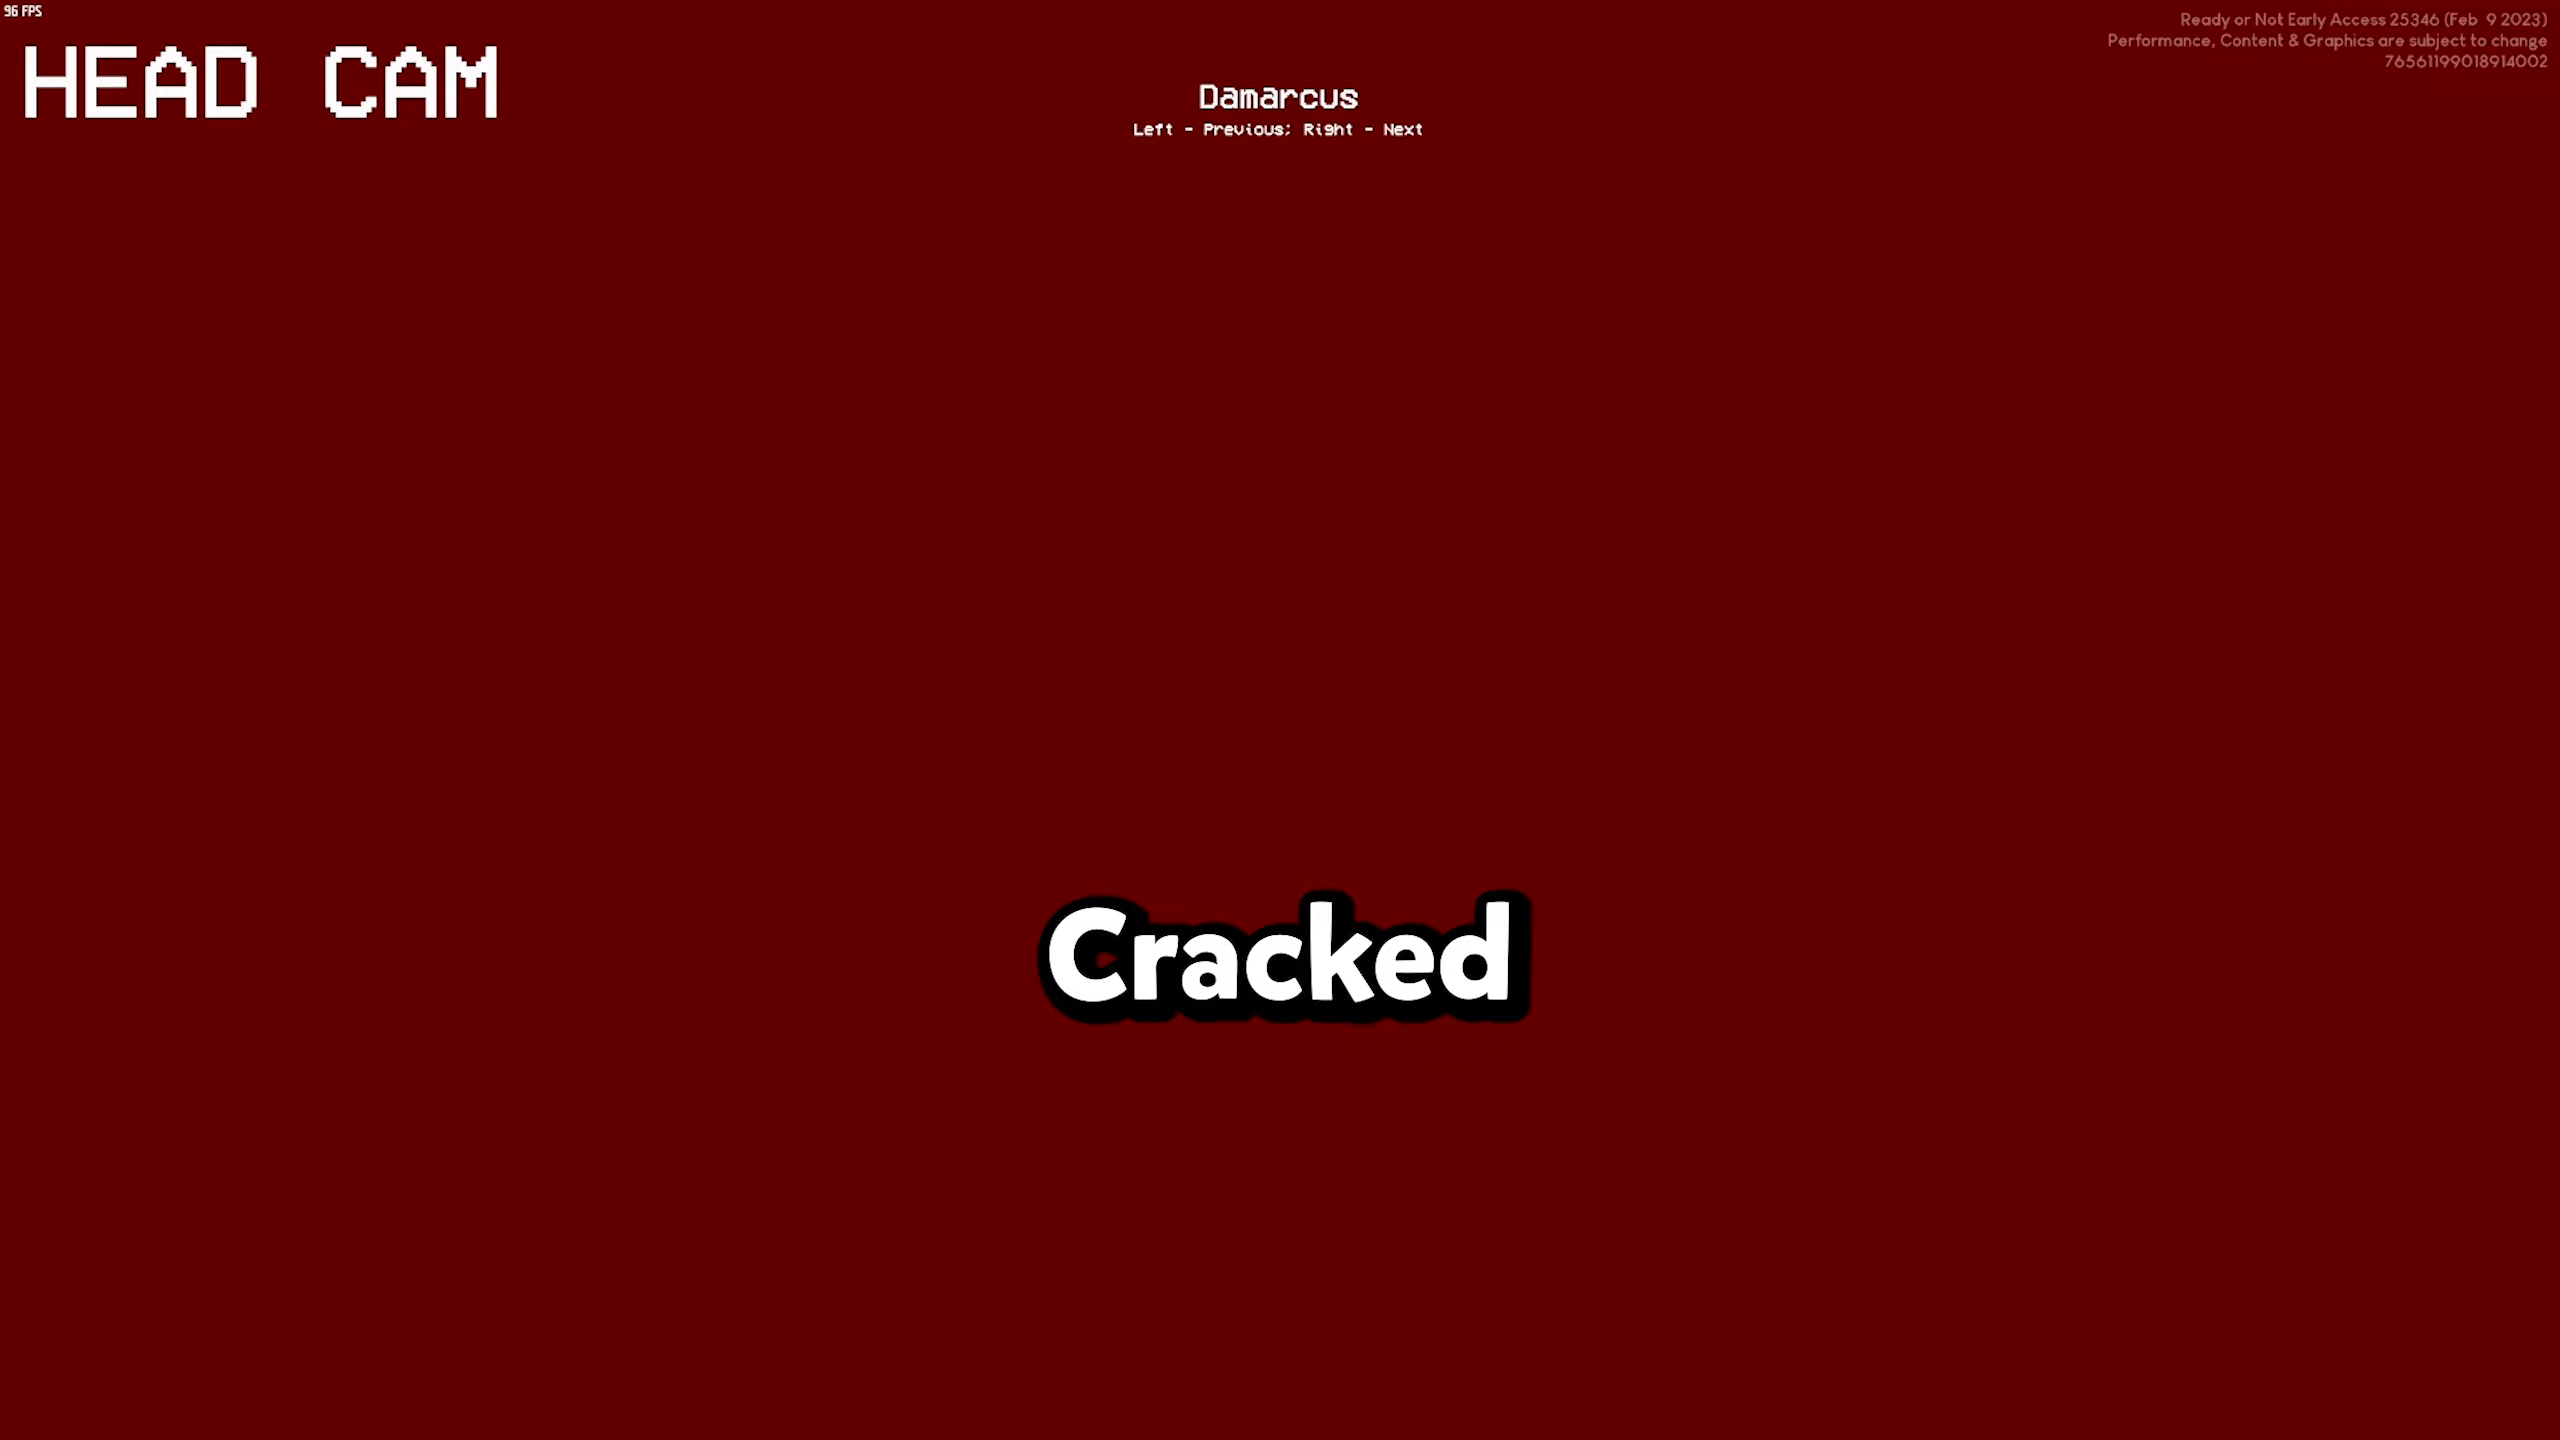 96 FPS
HEAD CAM
Ready or Not Early Access 25346 (Feb 9 2023)
Performance, Content & Graphics are subject to change
76561199018914002
Damarcus
Left - Previous; Right - Next
Cracked